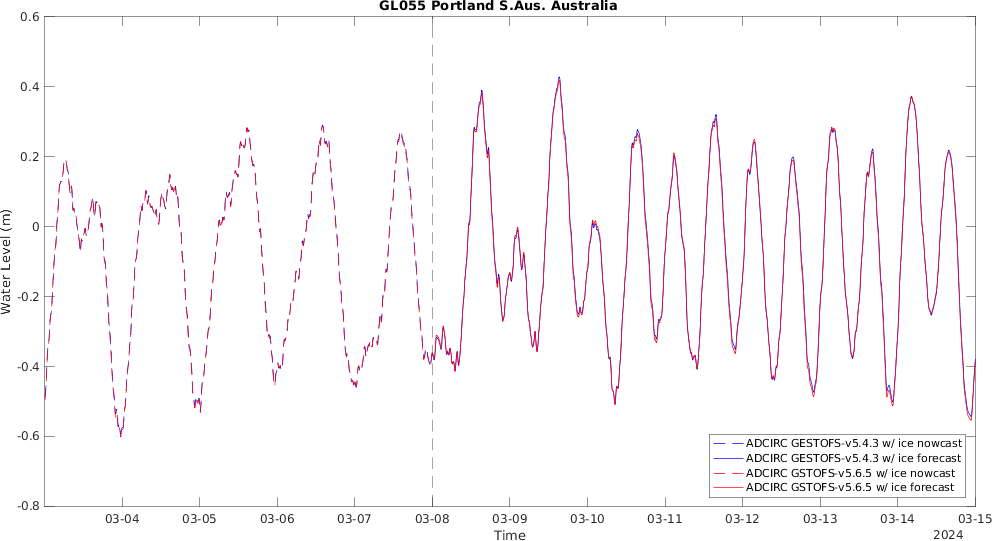 GL055 Portland S.Aus. Australia
0.6
0.4
0.2
0
-0.2
-0.4
-0.6
-0.8
Water Level (m)
03-04 03-05 03-06 03-07 03-08 03-09 03-10 03-11 03-12 03-13 03-14 03-15
Time
2024
ADCIRC GESTOFS-v5.4.3 w/ ice nowcast
ADCIRC GESTOFS-v5.4.3 w/ ice forecast
ADCIRC GSTOFS-v5.6.5 w/ ice nowcast
ADCIRC GSTOFS-v5.6.5 w/ ice forecast